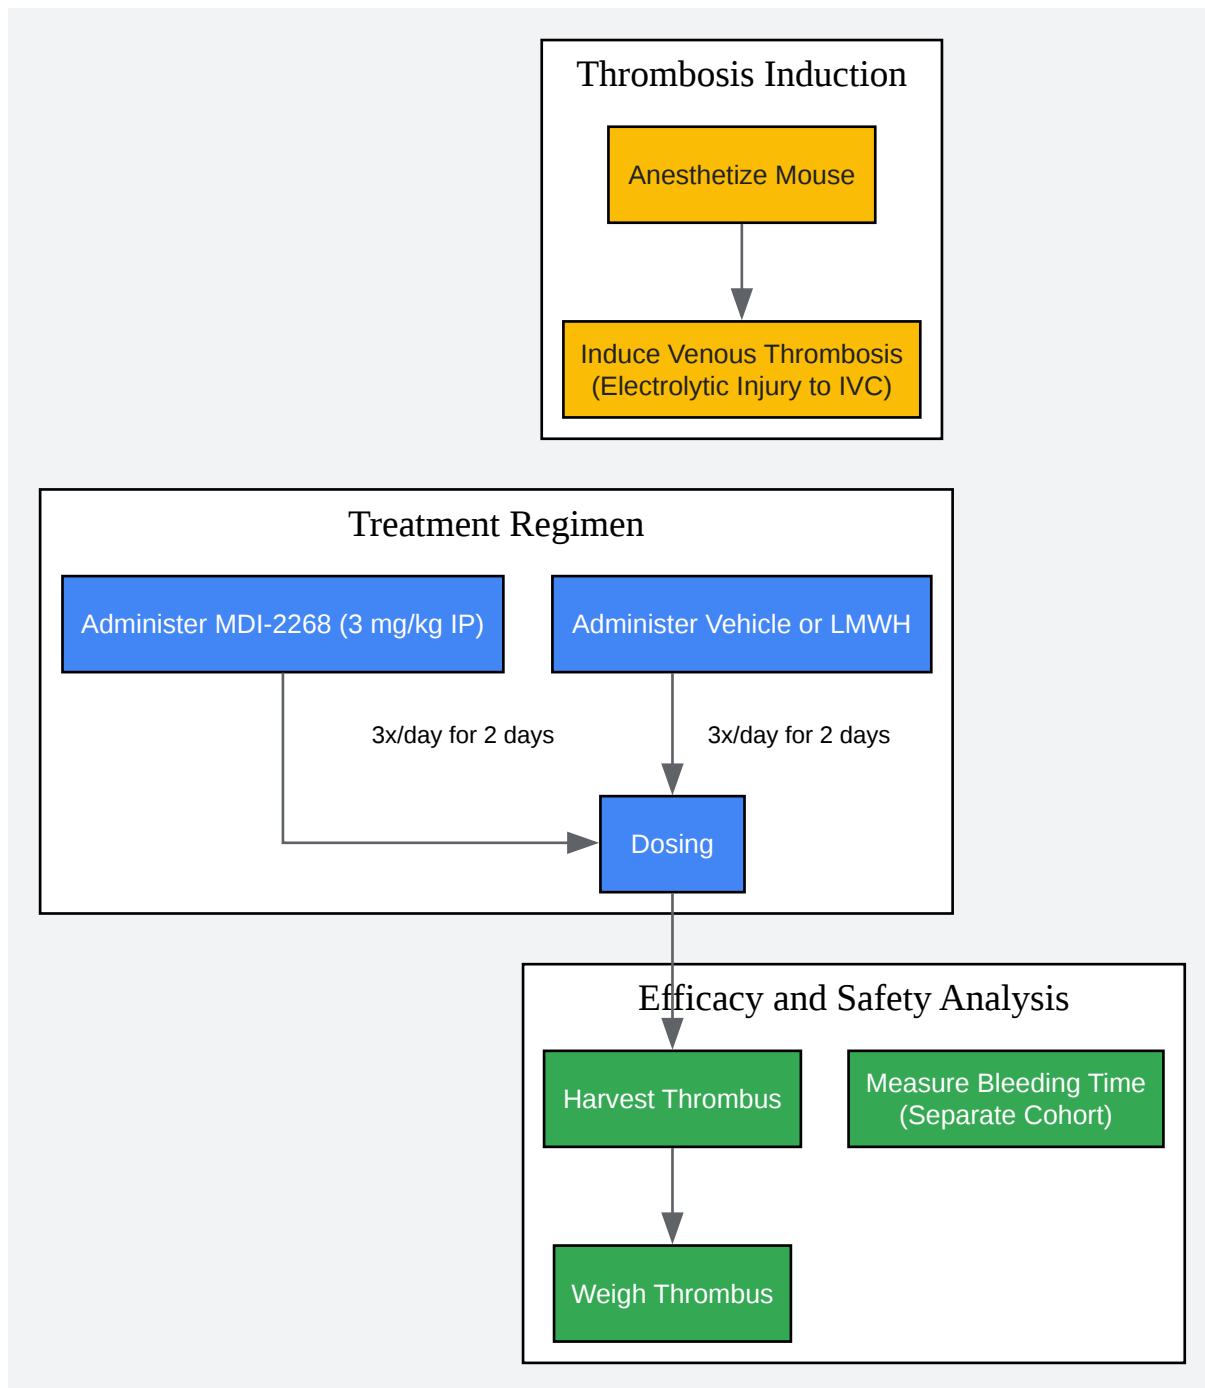 Thrombosis Induction
Anesthetize Mouse
Induce Venous Thrombosis
(Electrolytic Injury to IVC)
Treatment Regimen
Administer MDI-2268 (3 mg/kg IP)
Administer Vehicle or LMWH
3x/day for 2 days
3x/day for 2 days
Dosing
Efficacy and Safety Analysis
Harvest Thrombus
Measure Bleeding Time
(Separate Cohort)
Weigh Thrombus